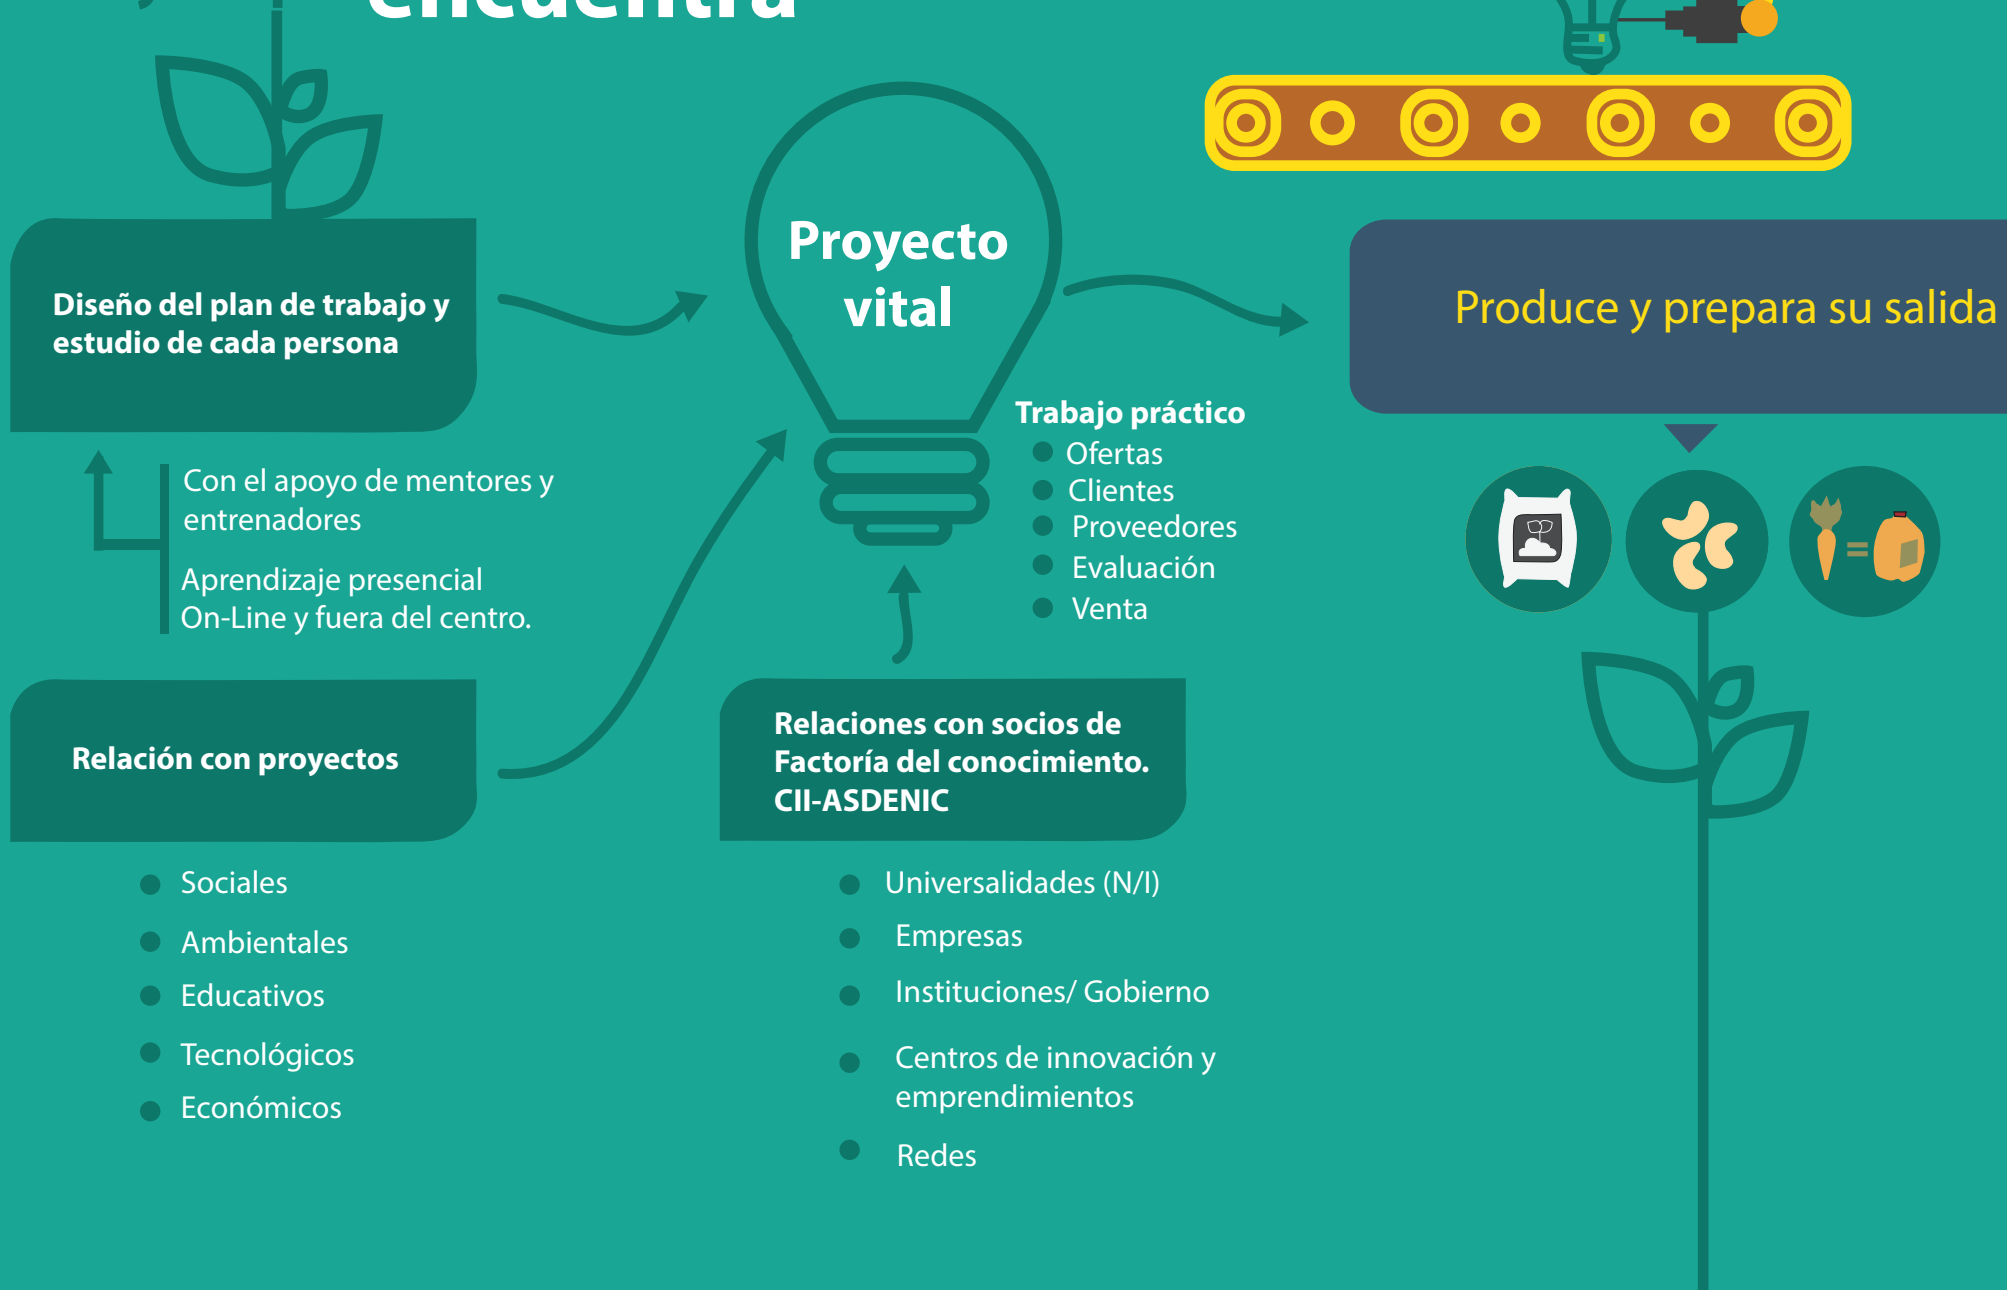 encuentra
Proyecto
vital
Diseño del plan de trabajo y
estudio de cada persona
Produce y prepara su salida
Con el apoyo de mentores y
entrenadores
Aprendizaje presencial
On-Line y fuera del centro.
Trabajo práctico
Ofertas
Clientes
Proveedores
Evaluación
Venta
Relación con proyectos
Sociales
Ambientales
Educativos
Tecnológicos
Económicos
Relaciones con socios de
Factoría del conocimiento.
CII-ASDENIC
Universalidades (N/I)
Empresas
Instituciones/ Gobierno
Centros de innovación y
emprendimientos
Redes
=